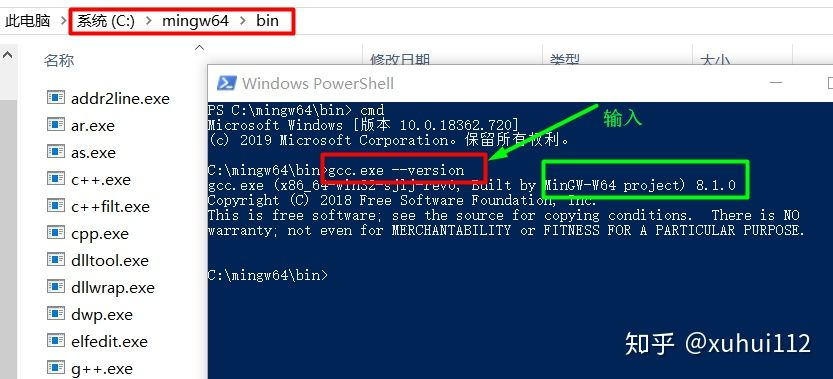 此电脑 > 系统 (C:) > mingw64 > bin
名称 修改日期 类型 大小
addr2line.exe
ar.exe
as.exe
c++.exe
c++filt.exe
cpp.exe
dlltool.exe
dllwrap.exe
dwp.exe
elfedit.exe
g++.exe
Windows PowerShell
PS C:\mingw64\bin> cmd
Microsoft Windows [版本 10.0.18362.720]
(c) 2019 Microsoft Corporation。保留所有权利。
输入
C:\mingw64\bin>gcc.exe --version
gcc.exe (x86_64-win32-sjlj-rev0, Built by MinGW-W64 project) 8.1.0
Copyright (C) 2018 Free Software Foundation, Inc.
This is free software; see the source for copying conditions.  There is NO
warranty; not even for MERCHANTABILITY or FITNESS FOR A PARTICULAR PURPOSE.
C:\mingw64\bin>
知乎 @xuhui112